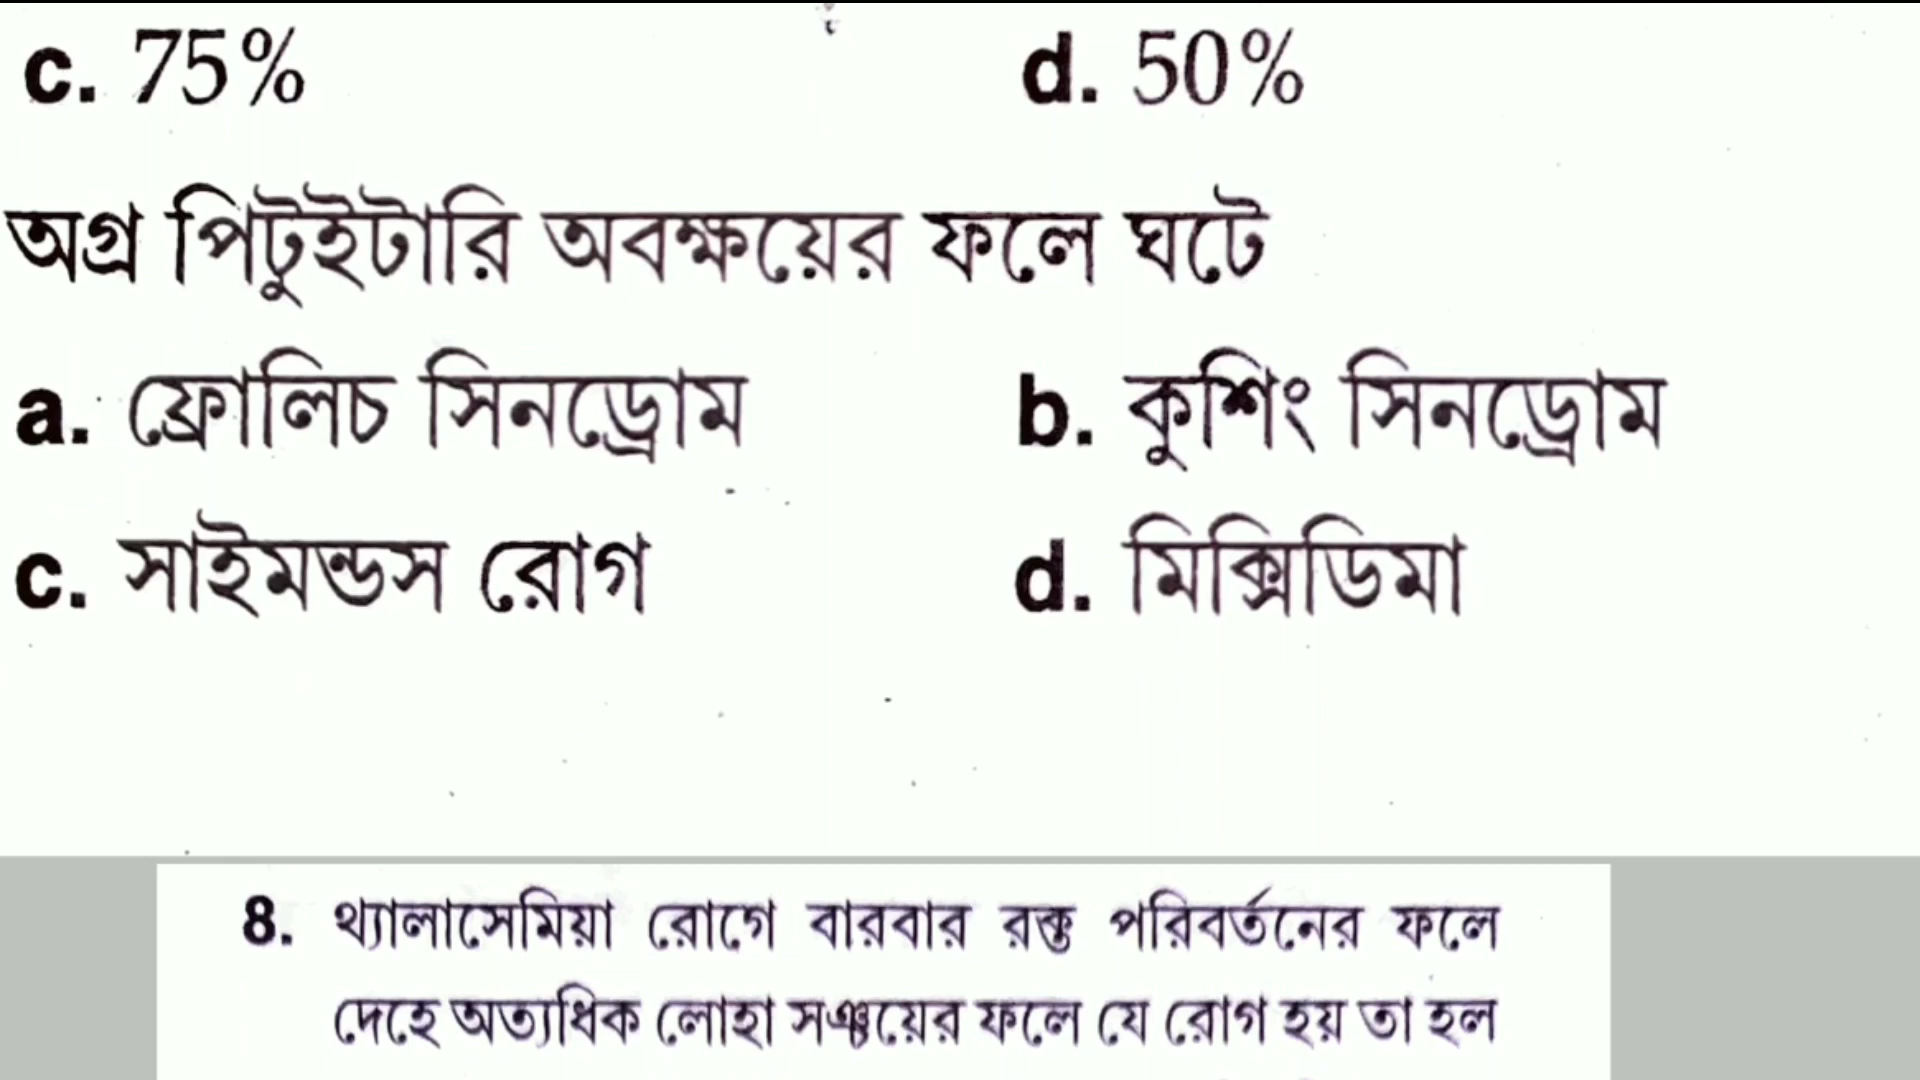 c. 75%
d. 50%
অগ্র পিটুইটারি অবক্ষয়ের ফলে ঘটে
a. ফ্রোলিচ সিনড্রোম
b. কুশিং সিনড্রোম
c. সাইমন্ডস রোগ
d. মিক্সিডিমা
8. থ্যালাসেমিয়া রোগে বারবার রক্ত পরিবর্তনের ফলে
দেহে অত্যধিক লোহা সঞ্চয়ের ফলে যে রোগ হয় তা হল